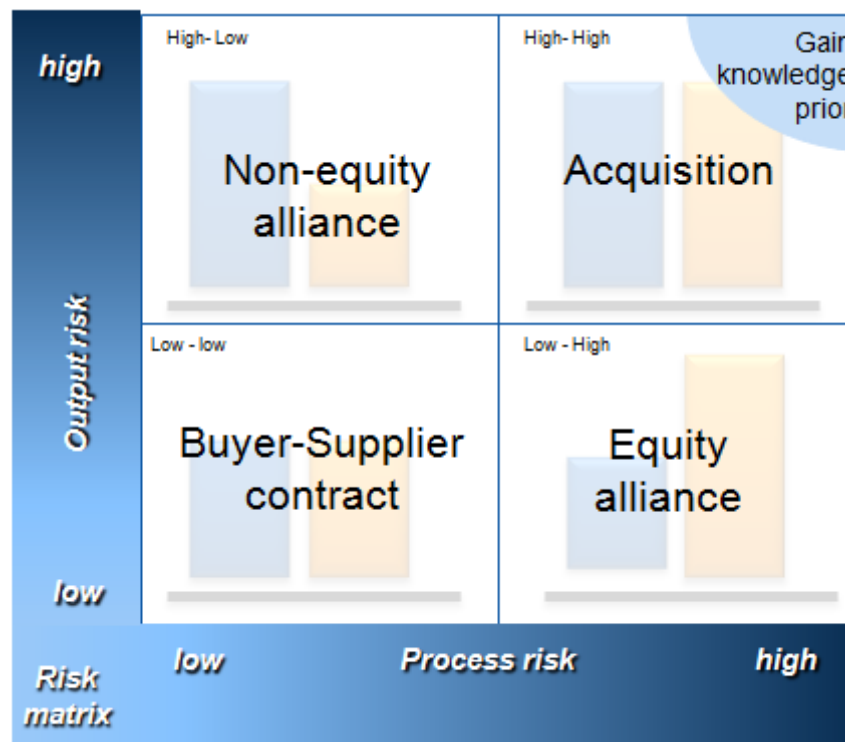 high
High- Low
High- High
Gain
knowledge
prior
Non-equity
alliance
Acquisition
Output risk
Low - low
Low - High
Buyer-Supplier
contract
Equity
alliance
low
low
Process risk
high
Risk
matrix